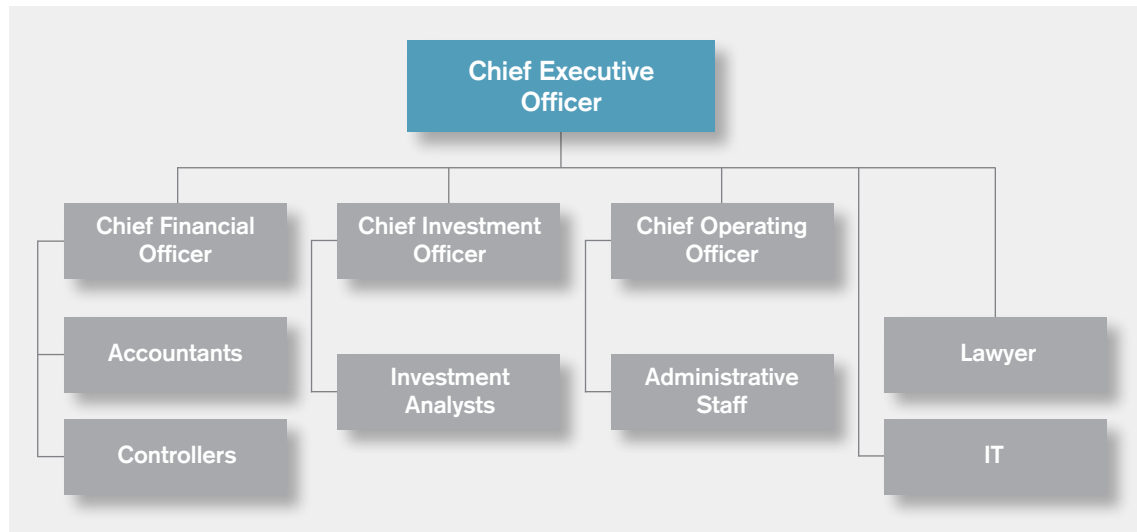 Chief Executive
Officer
Chief Financial
Officer
Chief Investment
Officer
Chief Operating
Officer
Accountants
Lawyer
Investment
Analysts
Administrative
Staff
Controllers
IT